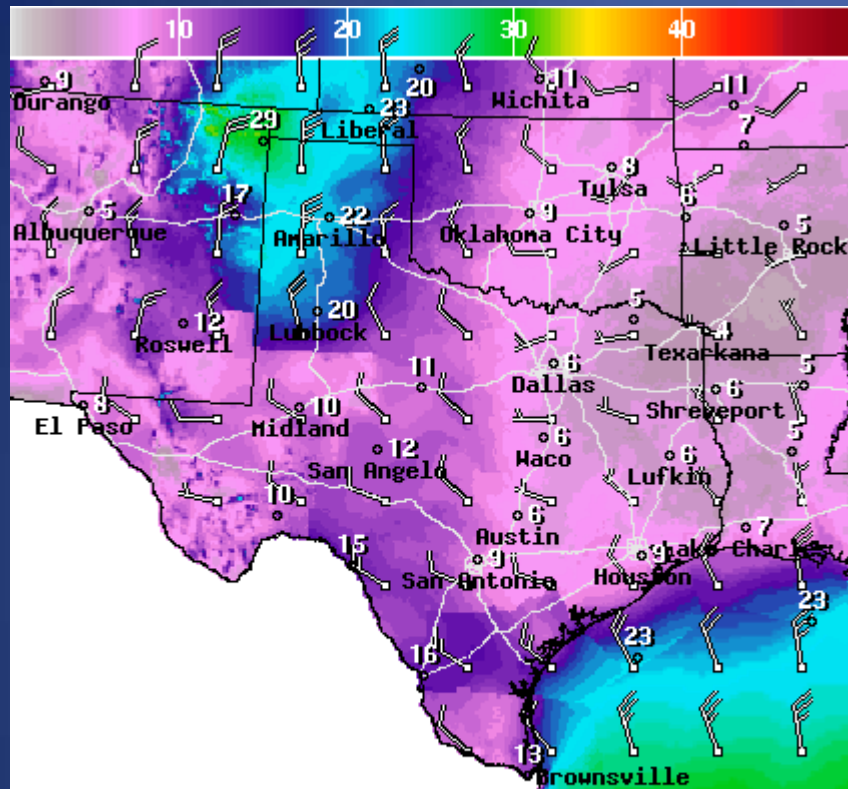 10 20 30 40
9 20 11 11
Durango Wichita
23
Liberal
29 7
8
Tulsa
5 17 22 9 6 5
Albuquerque Amarillo Oklahoma City Little Rock
12 20 5 4
Roswell Lubbock Texarkana
11 6 5
Dallas
8 10 6
El Paso Midland Shreveport
12 6 6 5
San Angelo Waco Lufkin
10 6 7
Austin
15 9 9 Lake Charl
San Antonio Houston
23
16 23
13
Brownsville